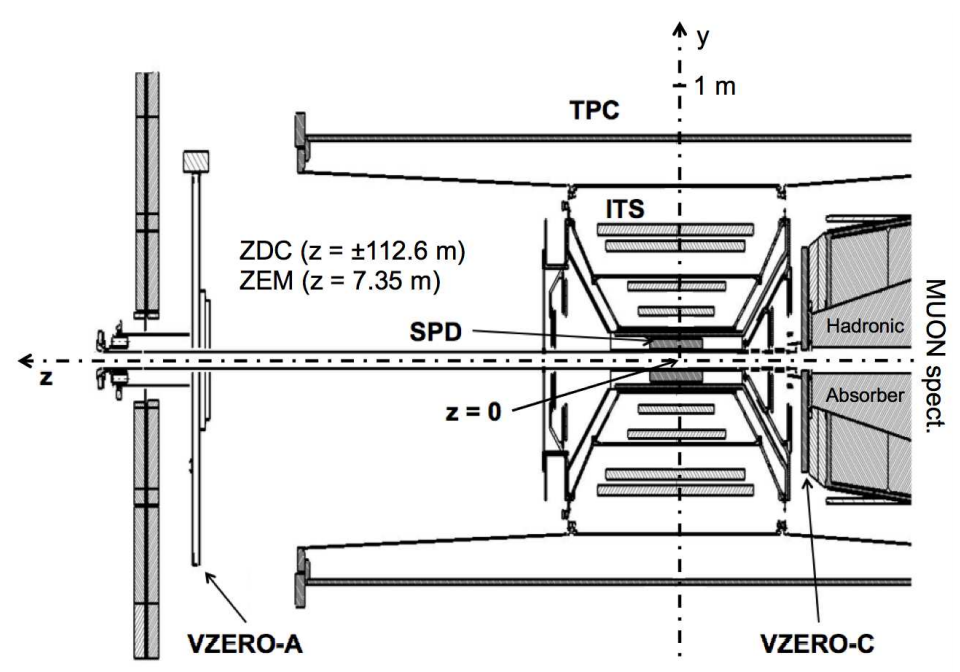 y
1 m
TPC
ITS
ZDC (z = ±112.6 m)
ZEM (z = 7.35 m)
SPD
Hadronic
MUON spect.
z
z = 0
Absorber
VZERO-A
VZERO-C